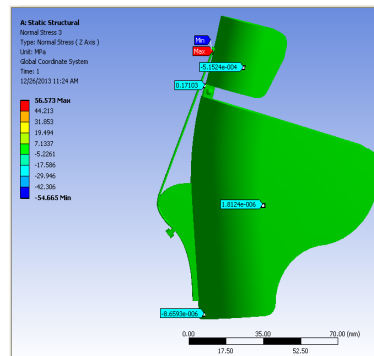 A: Static Structural
Normal Stress 3
Type: Normal Stress ( Z Axis )
Unit: MPa
Global Coordinate System
Time: 1
12/26/2013 11:24 AM
56.573 Max
44.213
31.853
19.494
7.1337
-5.2261
-17.586
-29.946
-42.306
-54.665 Min
Min
Max
-5.1524e-004
0.17103
1.8124e-006
-8.6593e-006
0.00
35.00
70.00 (mm)
17.50
52.50